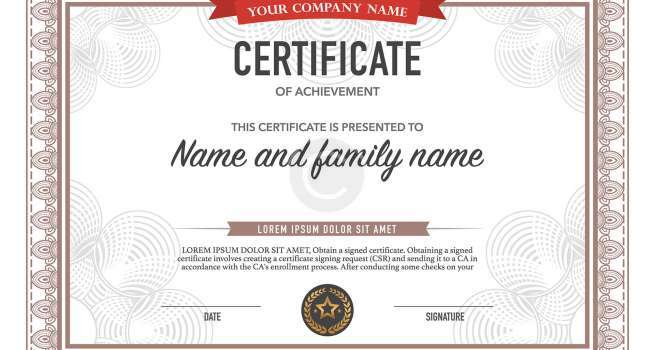 YOUR COMPANY NAME
CERTIFICATE
OF ACHIEVEMENT
THIS CERTIFICATE IS PRESENTED TO
Name and family name
LOREM IPSUM DOLOR SIT AMET
LOREM IPSUM DOLOR SIT AMET, Obtain a signed certificate. Obtaining a signed
certificate involves creating a certificate signing request (CSR) and sending it to a CA in
accordance with the CA's enrollment process. After conducting some checks on your
DATE
SIGNATURE